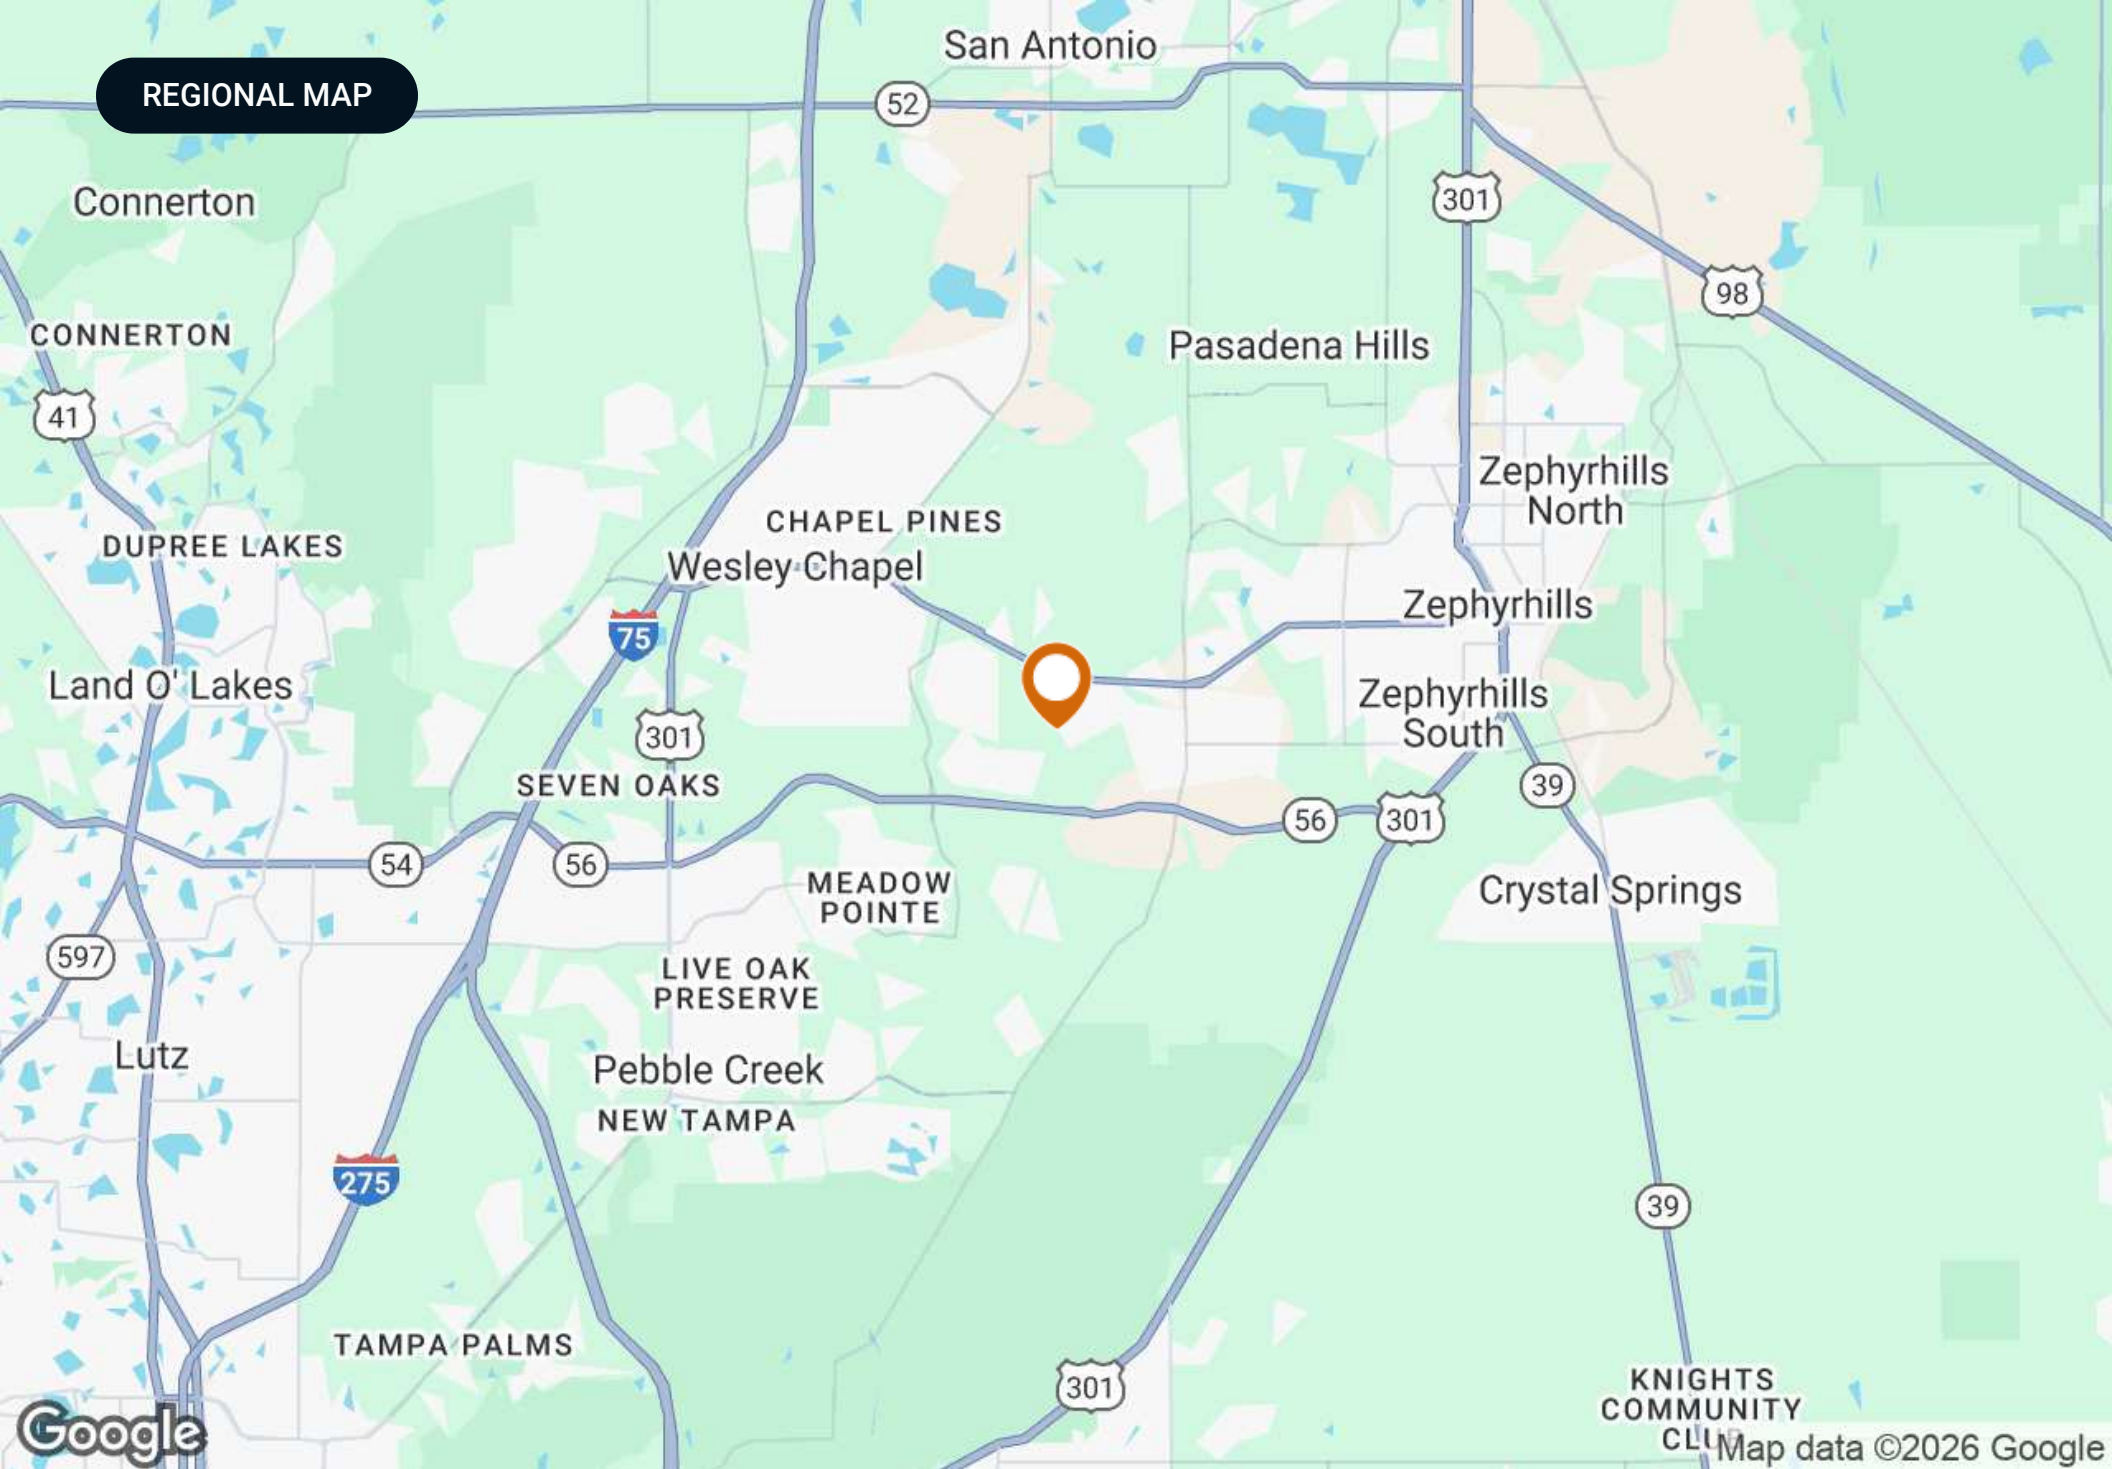 San Antonio
REGIONAL MAP
52
Connerton
301
98
CONNERTON
Pasadena Hills
41
Zephyrhills
North
CHAPEL PINES
DUPREE LAKES
Wesley Chapel
Zephyrhills
75
Land O' Lakes
Zephyrhills
South
301
SEVEN OAKS
39
56
301
54
56
MEADOW
POINTE
Crystal Springs
597
LIVE OAK
PRESERVE
Lutz
Pebble Creek
NEW TAMPA
275
39
TAMPA PALMS
301
KNIGHTS
COMMUNITY
Google
Map data ©2026 Google